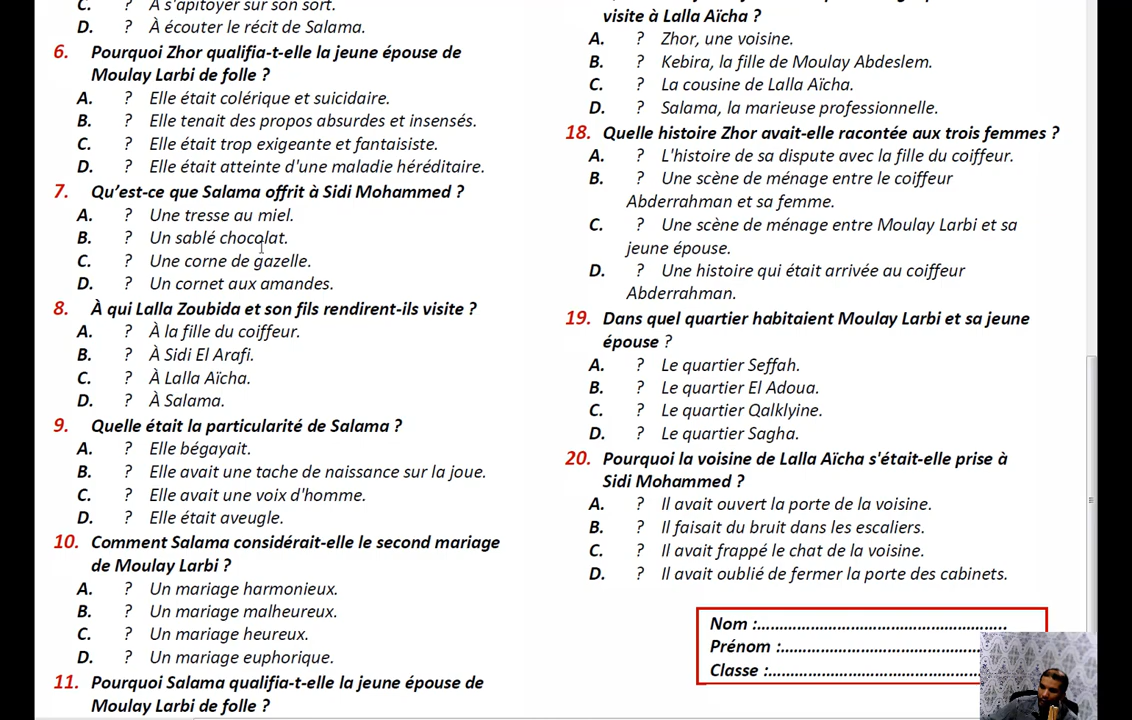 C. ? À s'apitoyer sur son sort.
D. ? À écouter le récit de Salama.
6. Pourquoi Zhor qualifia-t-elle la jeune épouse de
Moulay Larbi de folle ?
A. ? Elle était colérique et suicidaire.
B. ? Elle tenait des propos absurdes et insensés.
C. ? Elle était trop exigeante et fantaisiste.
D. ? Elle était atteinte d'une maladie héréditaire.
7. Qu’est-ce que Salama offrit à Sidi Mohammed ?
A. ? Une tresse au miel.
B. ? Un sablé chocolat.
C. ? Une corne de gazelle.
D. ? Un cornet aux amandes.
8. À qui Lalla Zoubida et son fils rendirent-ils visite ?
A. ? À la fille du coiffeur.
B. ? À Sidi El Arafi.
C. ? À Lalla Aïcha.
D. ? À Salama.
9. Quelle était la particularité de Salama ?
A. ? Elle bégayait.
B. ? Elle avait une tache de naissance sur la joue.
C. ? Elle avait une voix d'homme.
D. ? Elle était aveugle.
10. Comment Salama considérait-elle le second mariage
de Moulay Larbi ?
A. ? Un mariage harmonieux.
B. ? Un mariage malheureux.
C. ? Un mariage heureux.
D. ? Un mariage euphorique.
11. Pourquoi Salama qualifia-t-elle la jeune épouse de
Moulay Larbi de folle ?
visite à Lalla Aïcha ?
A. ? Zhor, une voisine.
B. ? Kebira, la fille de Moulay Abdeslem.
C. ? La cousine de Lalla Aïcha.
D. ? Salama, la marieuse professionnelle.
18. Quelle histoire Zhor avait-elle racontée aux trois femmes ?
A. ? L'histoire de sa dispute avec la fille du coiffeur.
B. ? Une scène de ménage entre le coiffeur
Abderrahman et sa femme.
C. ? Une scène de ménage entre Moulay Larbi et sa
jeune épouse.
D. ? Une histoire qui était arrivée au coiffeur
Abderrahman.
19. Dans quel quartier habitaient Moulay Larbi et sa jeune
épouse ?
A. ? Le quartier Seffah.
B. ? Le quartier El Adoua.
C. ? Le quartier Qalklyine.
D. ? Le quartier Sagha.
20. Pourquoi la voisine de Lalla Aïcha s'était-elle prise à
Sidi Mohammed ?
A. ? Il avait ouvert la porte de la voisine.
B. ? Il faisait du bruit dans les escaliers.
C. ? Il avait frappé le chat de la voisine.
D. ? Il avait oublié de fermer la porte des cabinets.
Nom :........................................................
Prénom :..............................................
Classe :................................................